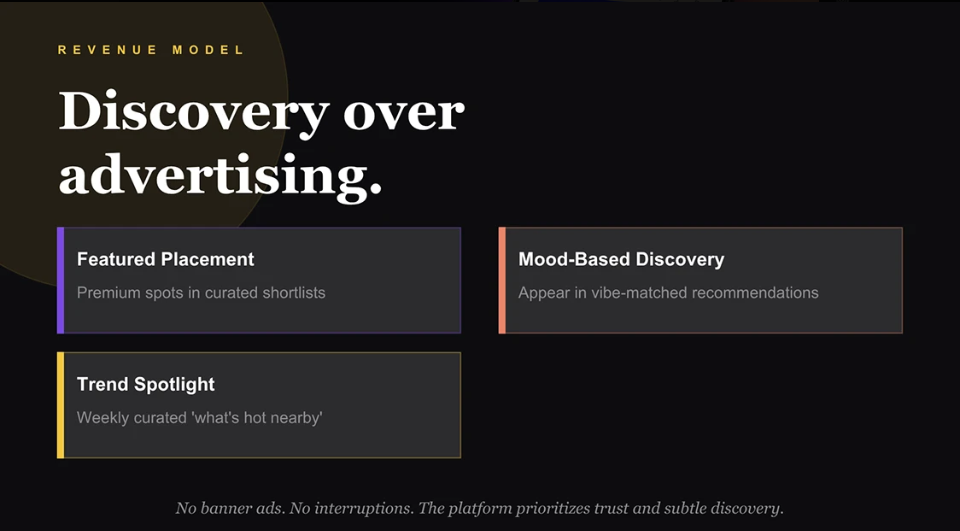 REVENUE MODEL
Discovery over
advertising.
Featured Placement
Premium spots in curated shortlists
Mood-Based Discovery
Appear in vibe-matched recommendations
Trend Spotlight
Weekly curated 'what's hot nearby'
No banner ads. No interruptions. The platform prioritizes trust and subtle discovery.